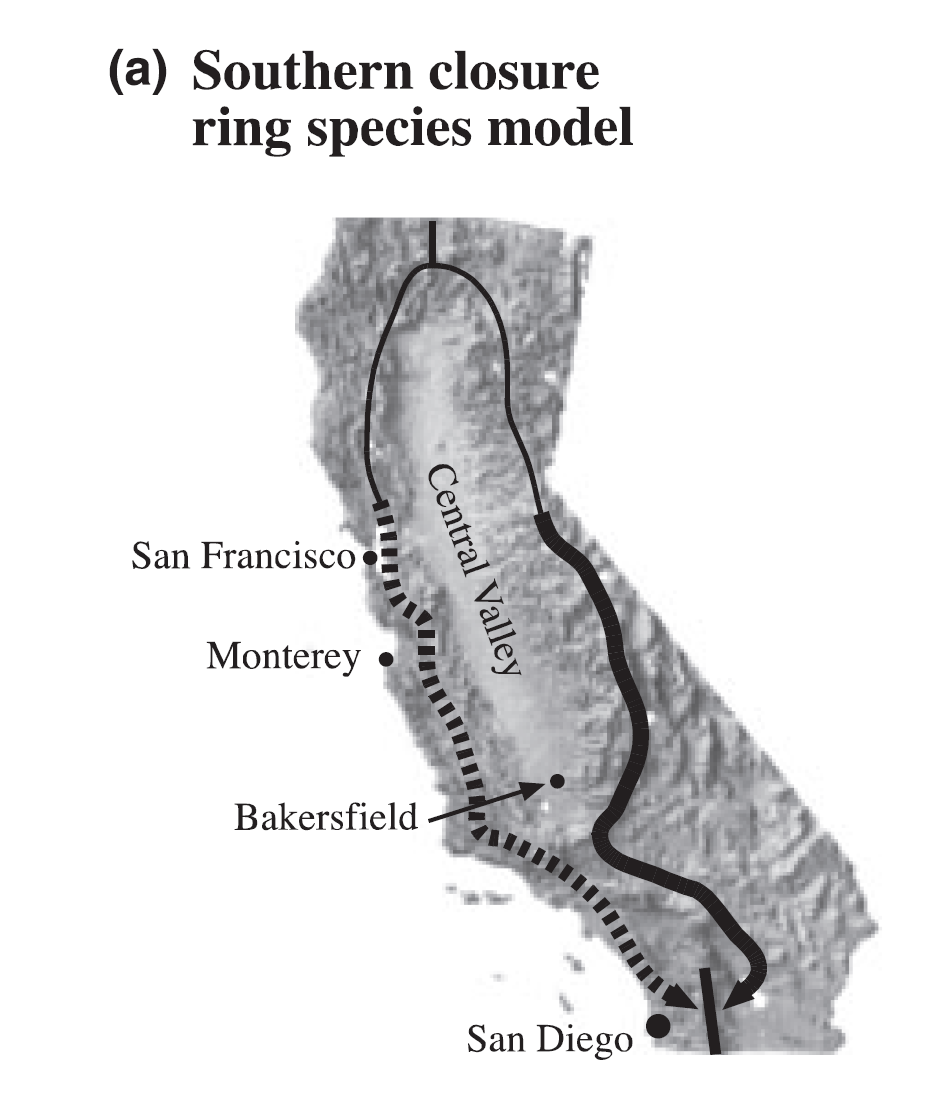 (a) Southern closure
ring species model
Central Valley
San Francisco
Monterey
Bakersfield
San Diego